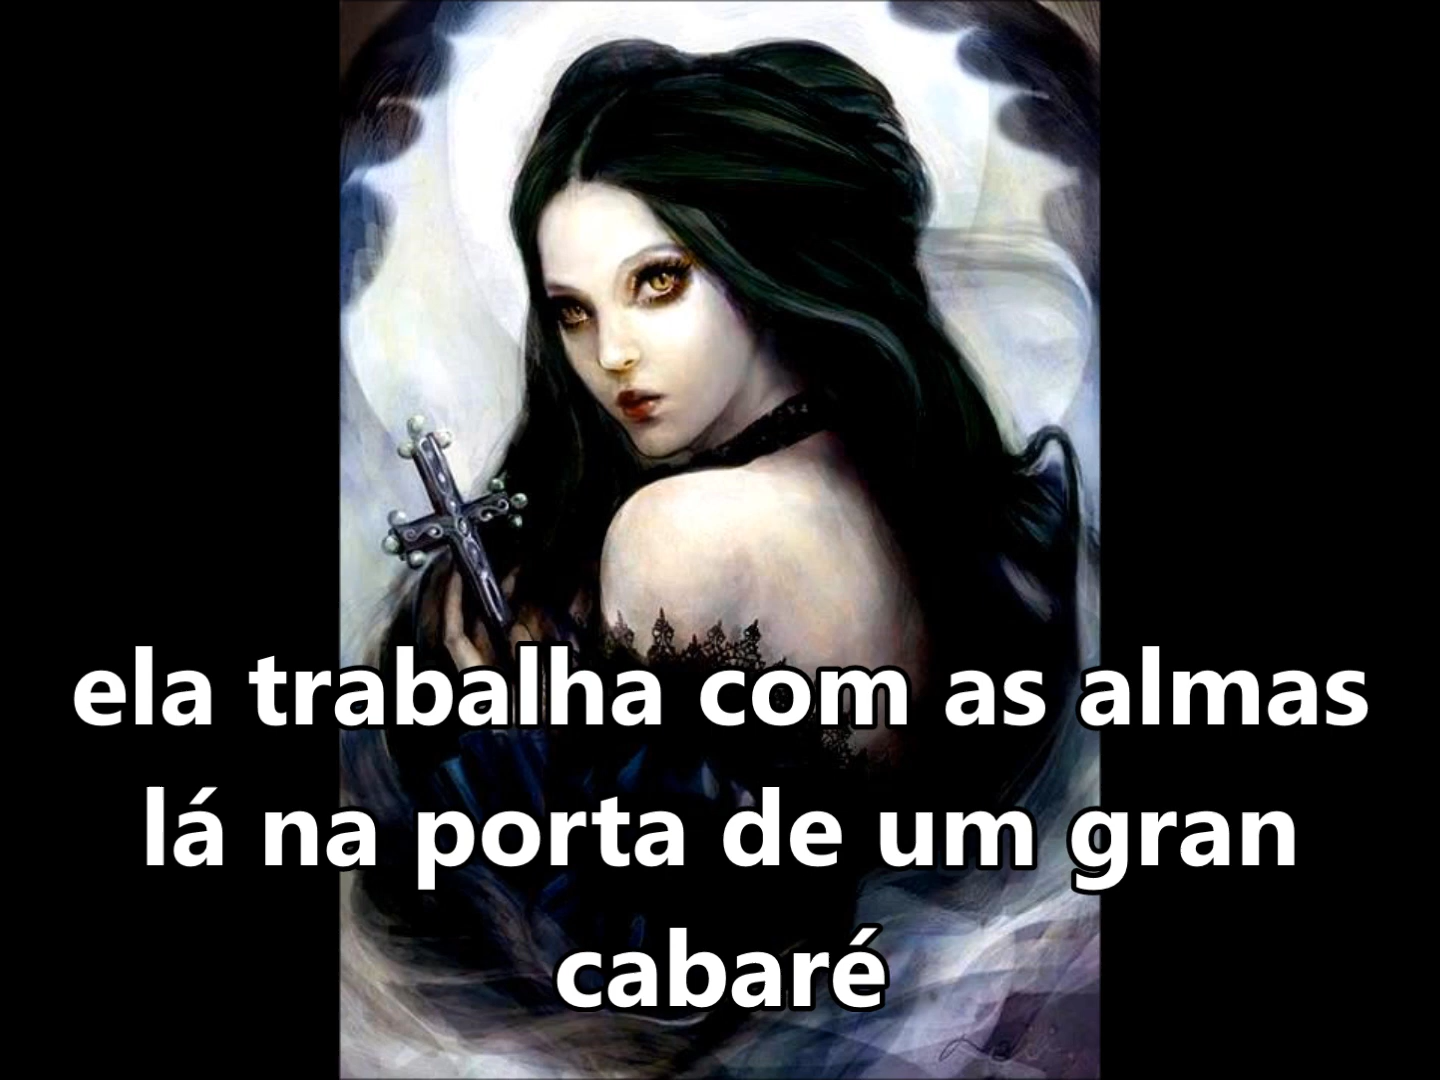 ela trabalha com as almas
lá na porta de um gran
cabaré